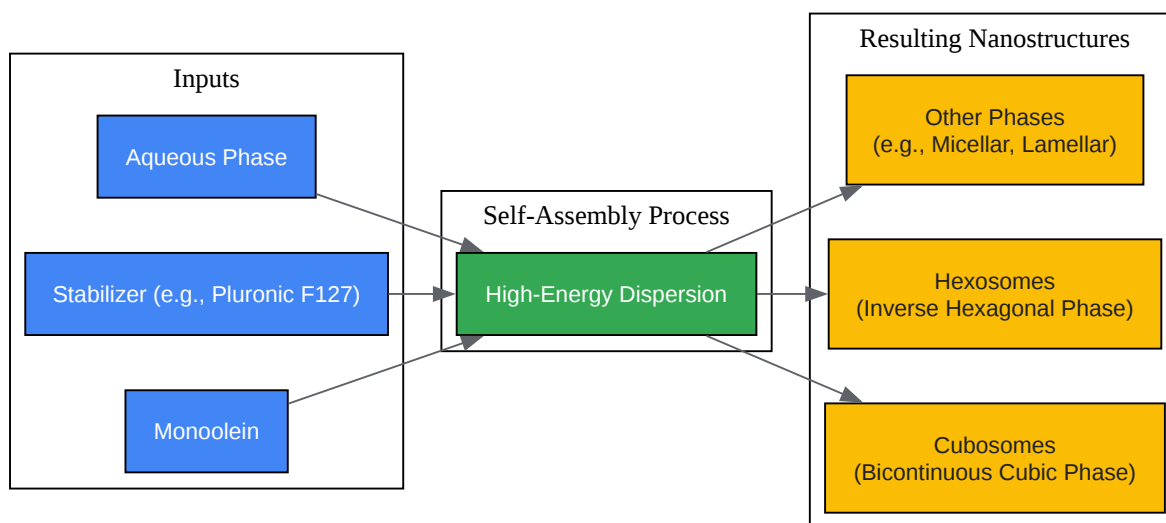 Inputs
Aqueous Phase
Stabilizer (e.g., Pluronic F127)
Monoolein
Self-Assembly Process
High-Energy Dispersion
Resulting Nanostructures
Other Phases
(e.g., Micellar, Lamellar)
Hexosomes
(Inverse Hexagonal Phase)
Cubosomes
(Bicontinuous Cubic Phase)